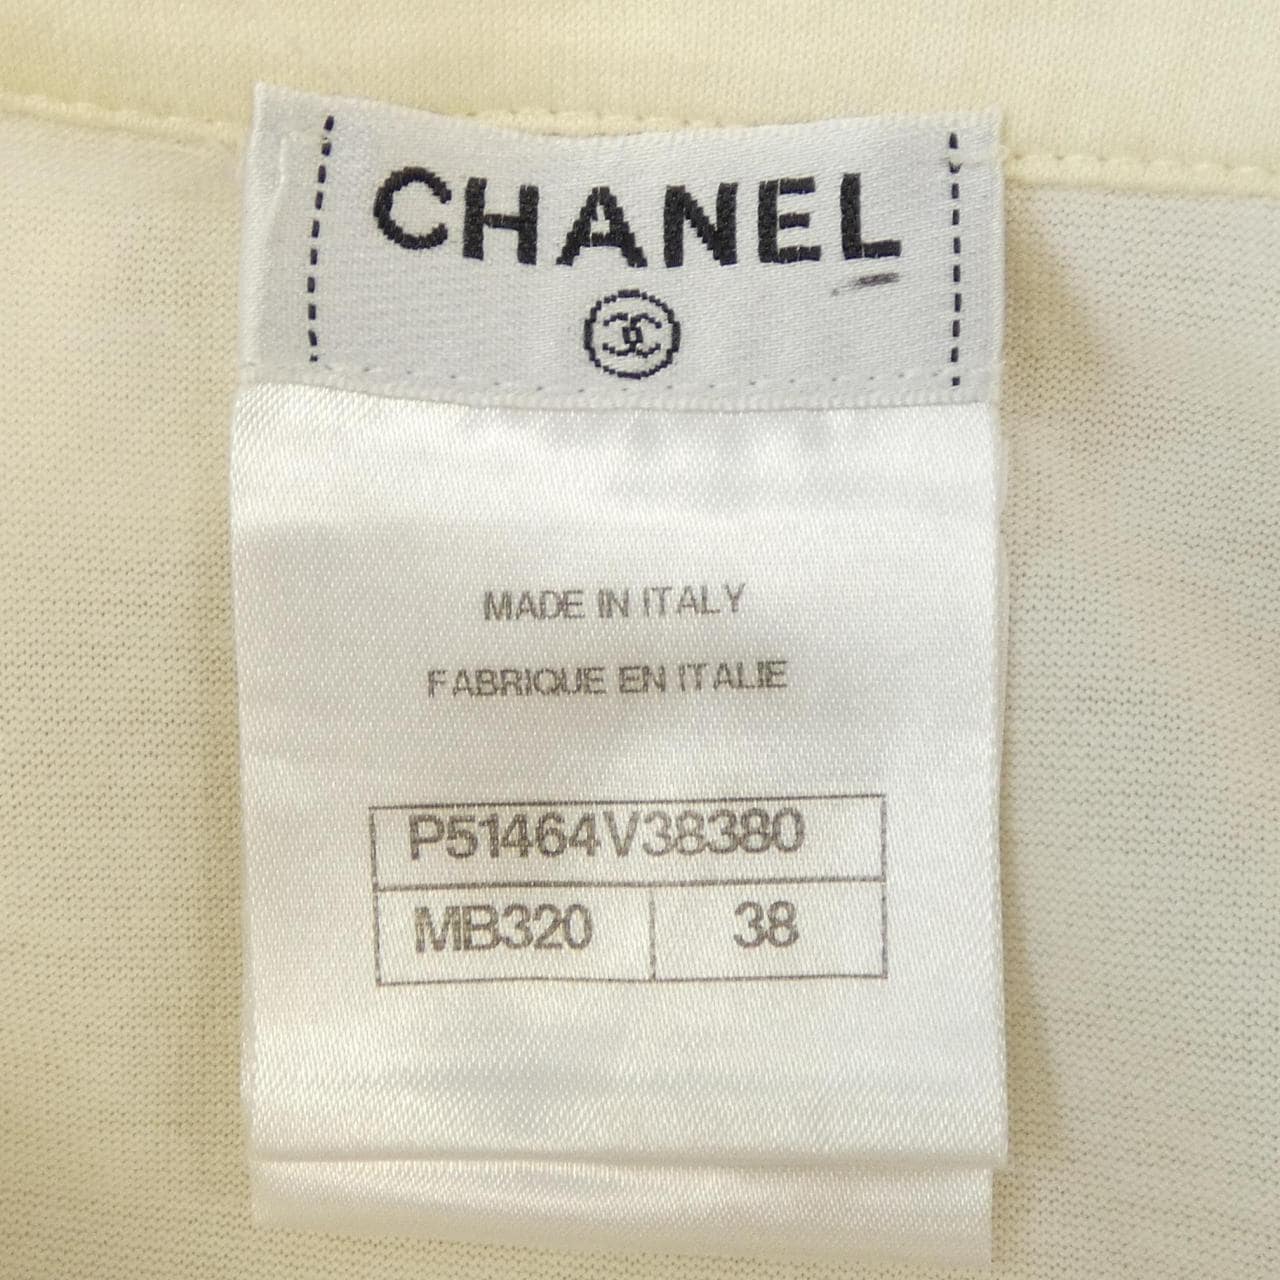 CHANEL
MADE IN ITALY
FABRIQUE EN ITALIE
P51464V38380
MB320 38